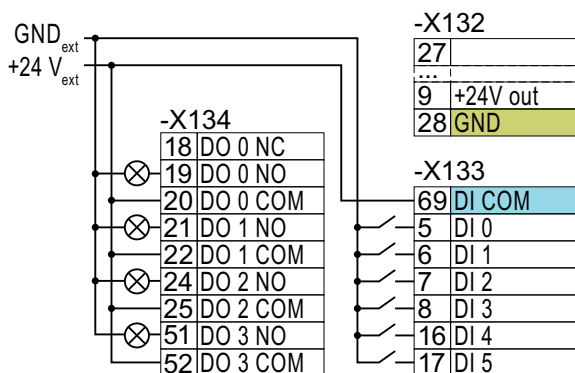 GND ext
+24 V ext
-X134
18 DO 0 NC
19 DO 0 NO
20 DO 0 COM
21 DO 1 NO
22 DO 1 COM
24 DO 2 NO
25 DO 2 COM
51 DO 3 NO
52 DO 3 COM
-X132
27
...
9 +24V out
28 GND
-X133
69 DI COM
5 DI 0
6 DI 1
7 DI 2
8 DI 3
16 DI 4
17 DI 5